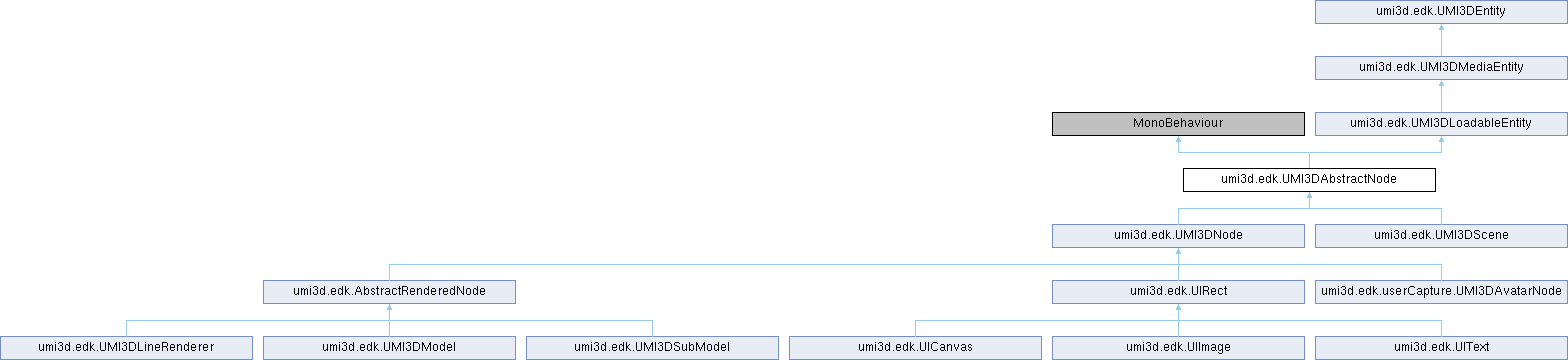 umi3d.edk.UMI3DEntity
umi3d.edk.UMI3DMediaEntity
MonoBehaviour
umi3d.edk.UMI3DLoadableEntity
umi3d.edk.UMI3DAbstractNode
umi3d.edk.UMI3DNode
umi3d.edk.UMI3DScene
umi3d.edk.AbstractRenderedNode
umi3d.edk.UIRect
umi3d.edk.userCapture.UMI3DAvatarNode
umi3d.edk.UMI3DLineRenderer
umi3d.edk.UMI3DModel
umi3d.edk.UMI3DSubModel
umi3d.edk.UICanvas
umi3d.edk.UIImage
umi3d.edk.UIText